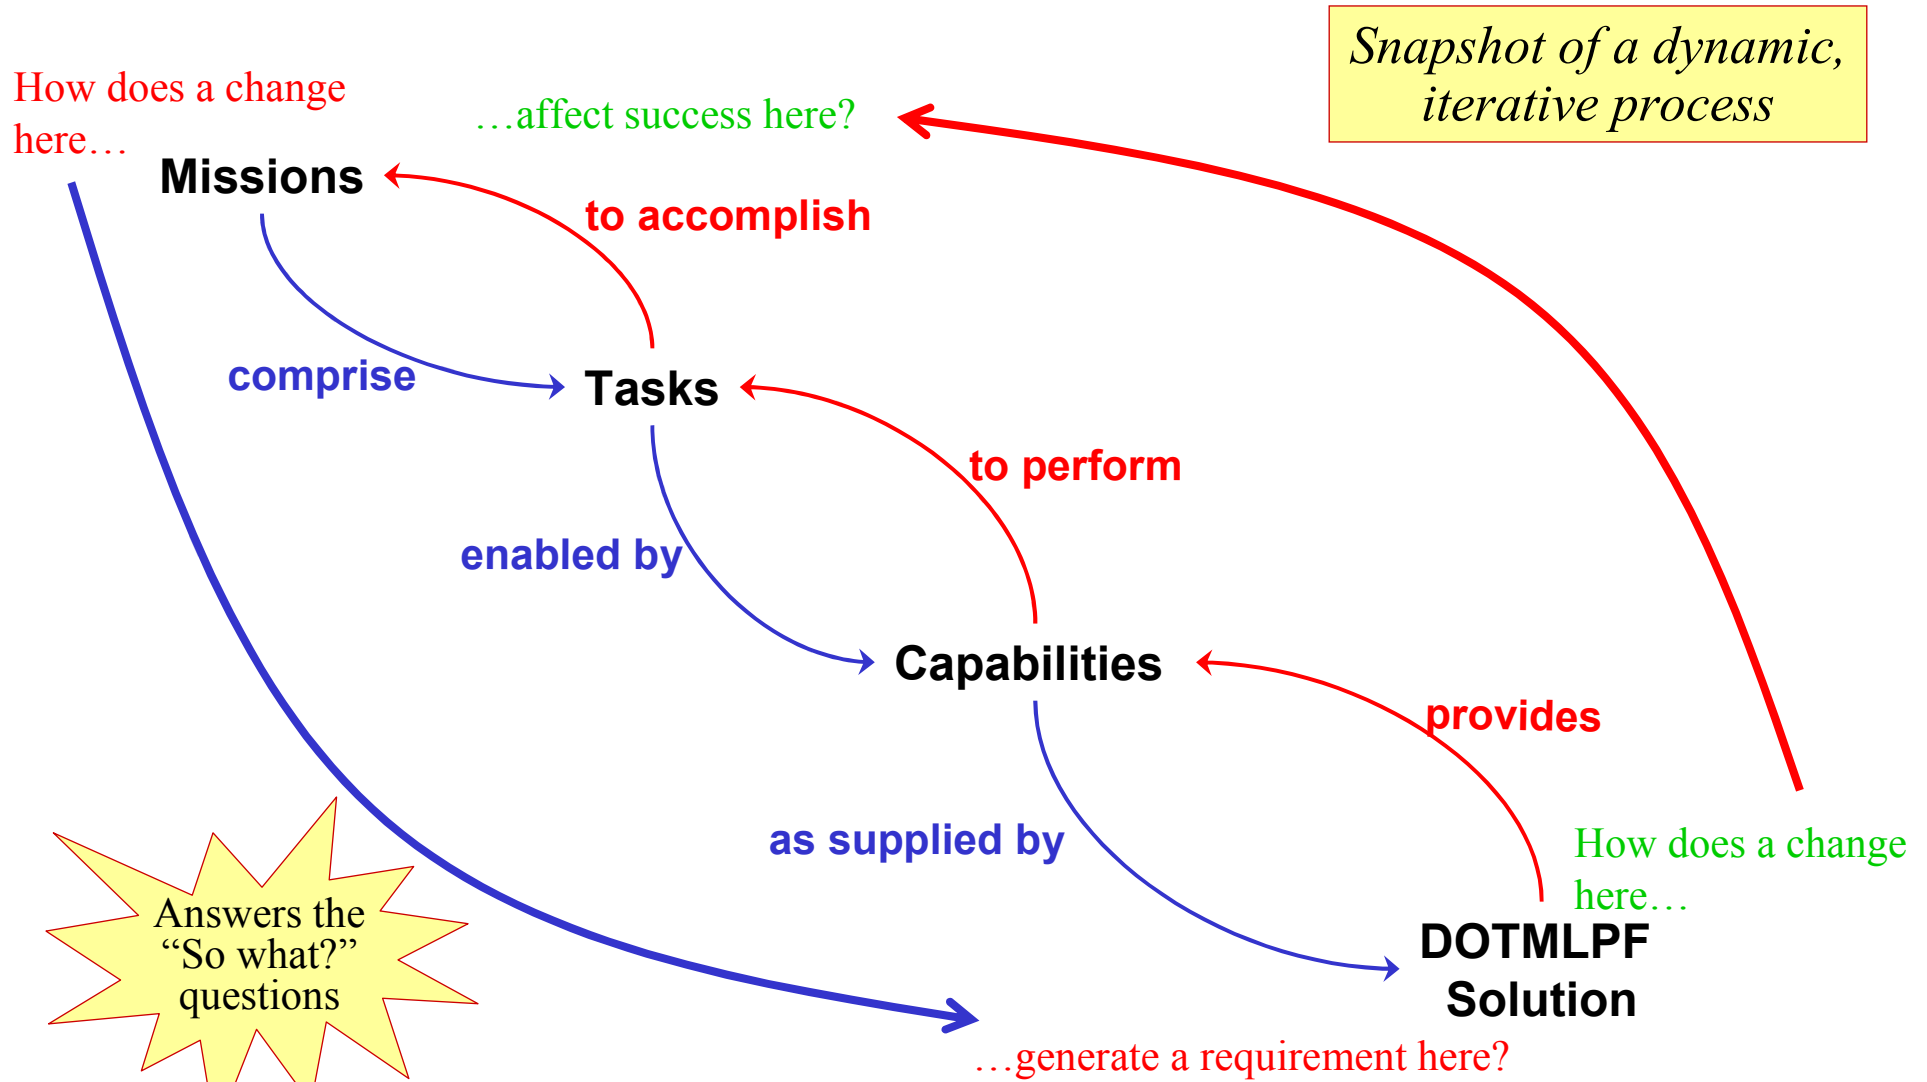 Snapshot of a dynamic,
iterative process
How does a change
here…
…affect success here?
Missions
to accomplish
comprise
Tasks
to perform
enabled by
Capabilities
provides
as supplied by
How does a change
here…
DOTMLPF
Solution
Answers the
“So what?”
questions
…generate a requirement here?